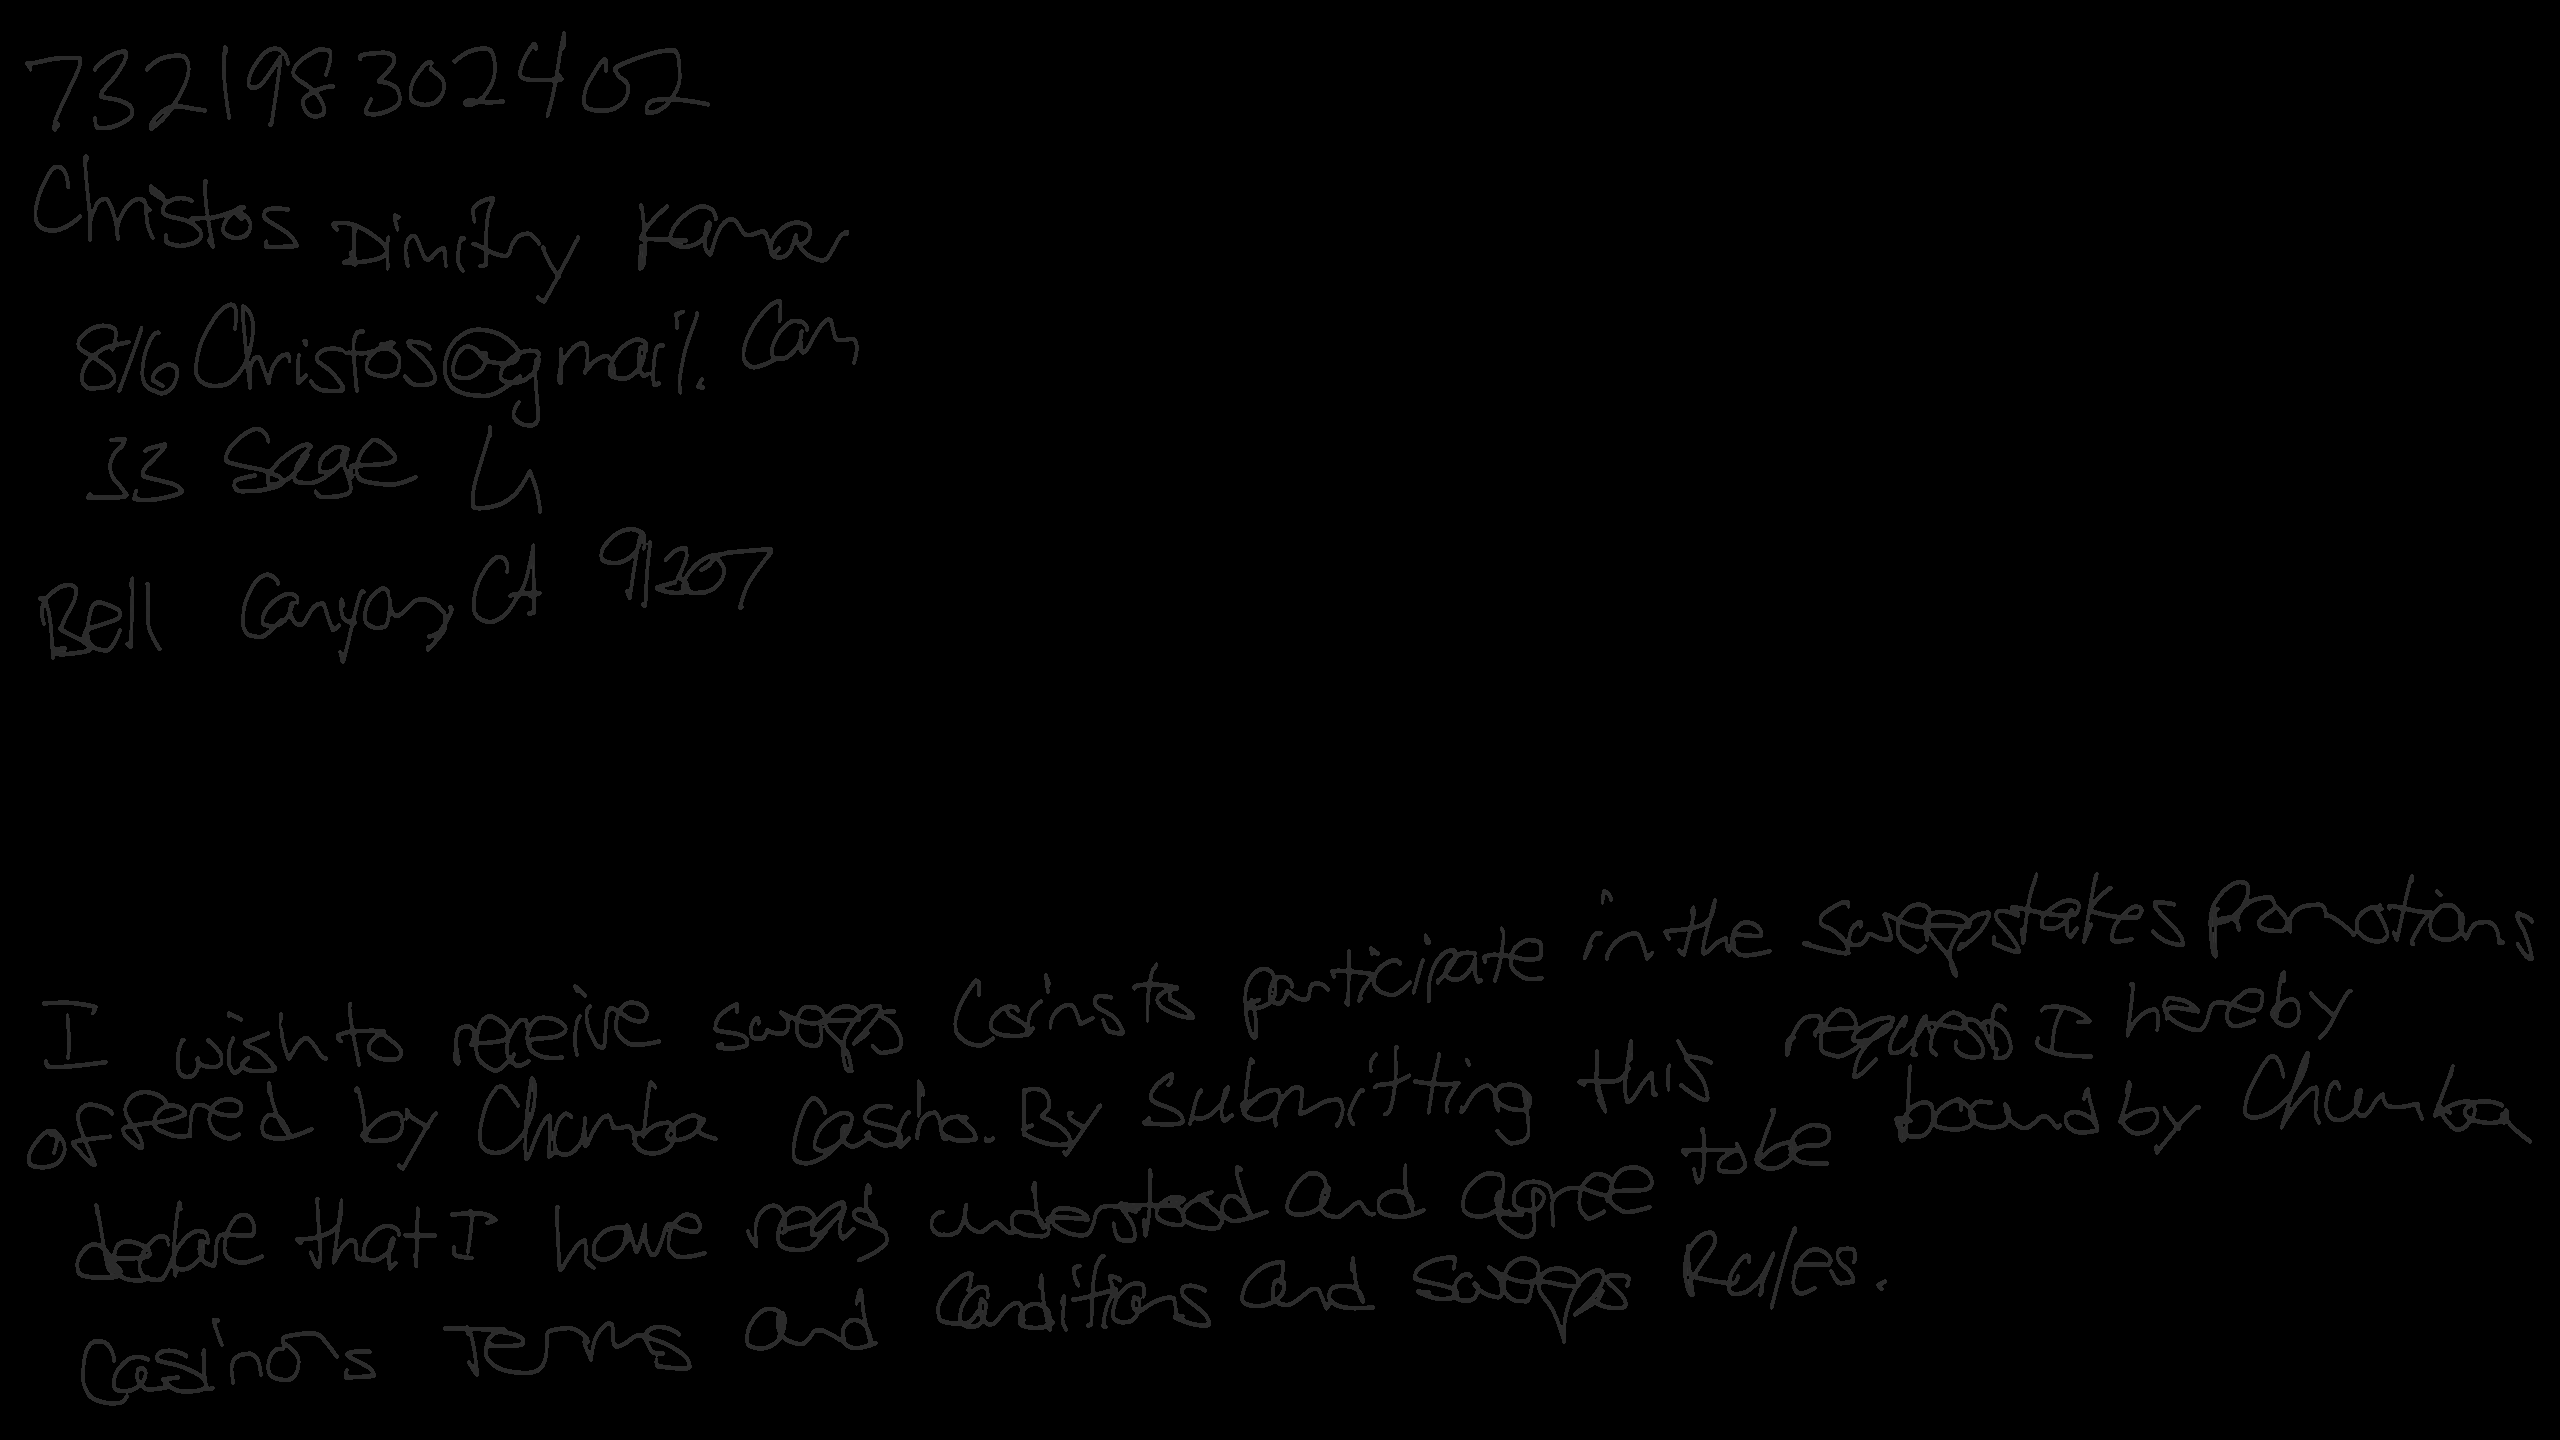 732198302402
Christos Dimitry Kamar
816Christos@gmail.com
33 Sage Ln
Bell Canyon, CA 91307
I wish to receive sweeps Coins to participate in the sweepstakes promotions
offered by Chumba Casino. By submitting this request I hereby
declare that I have read, understood and agree to be bound by Chumba
Casino's Terms and Conditions and Sweeps Rules.